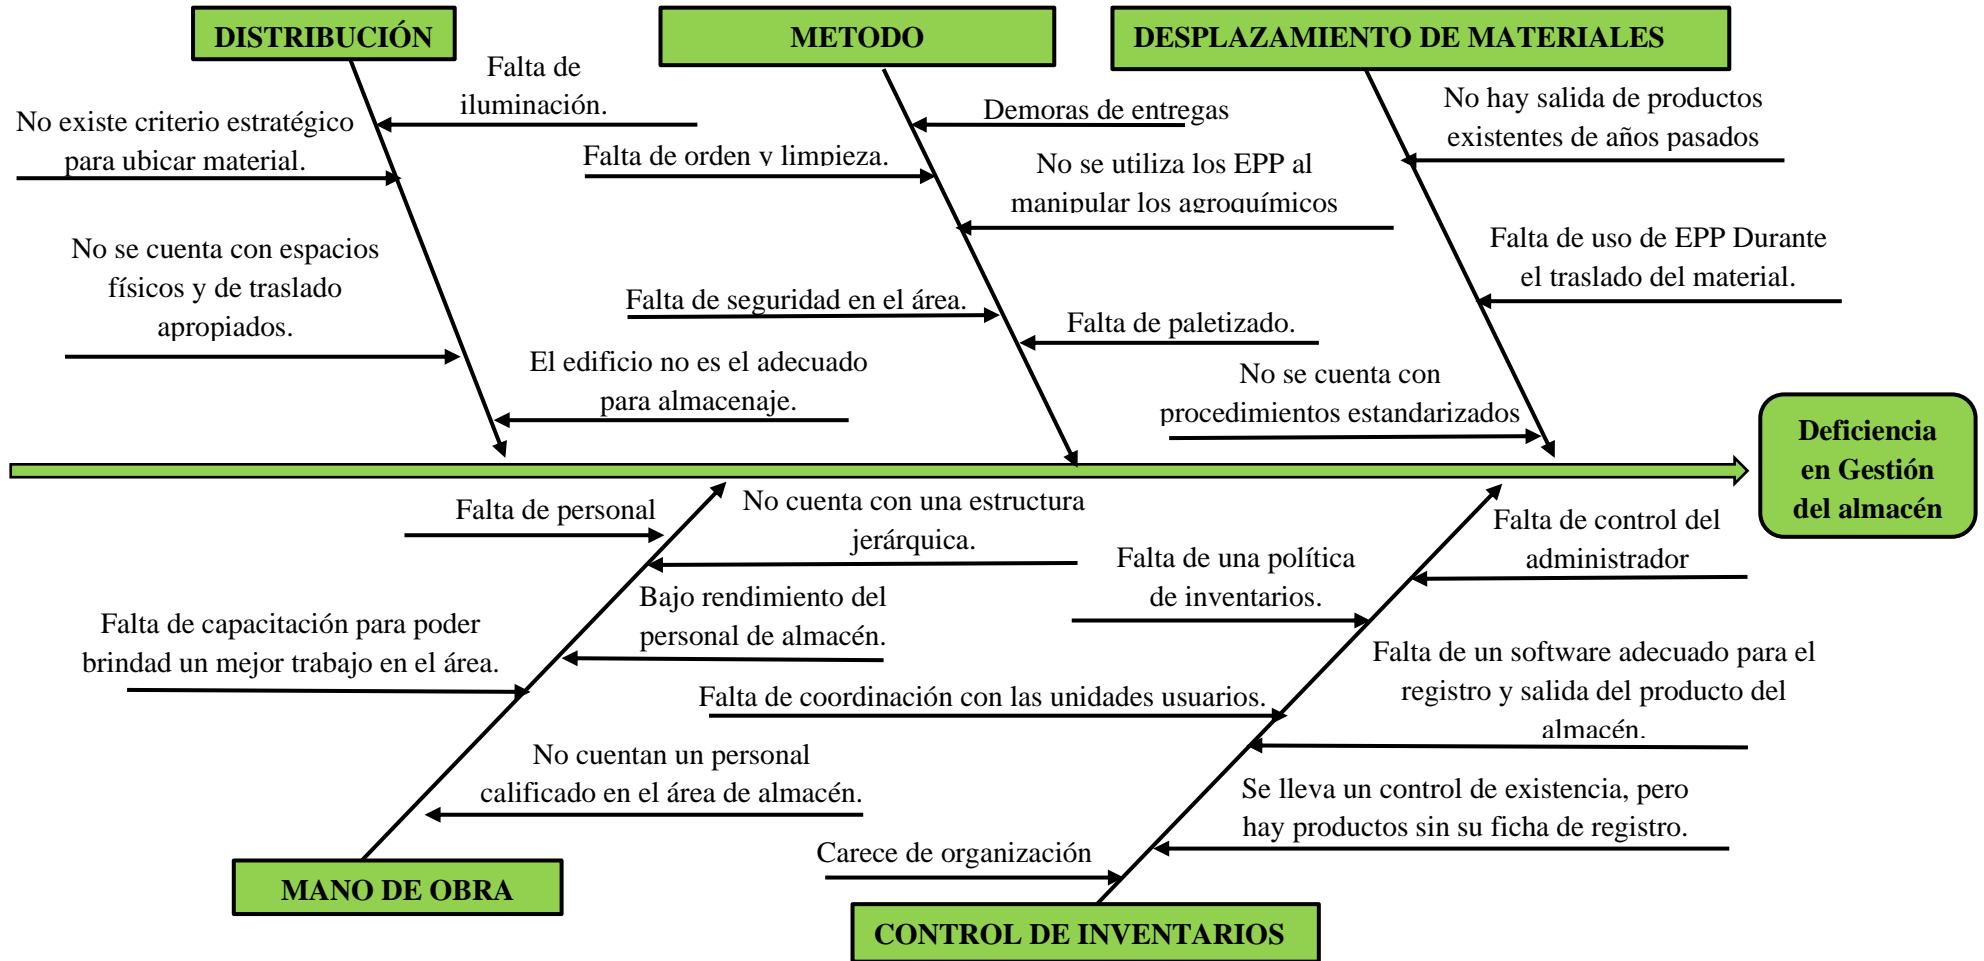 DISTRIBUCIÓN
METODO
DESPLAZAMIENTO DE MATERIALES
Falta de
iluminación.
No existe criterio estratégico
para ubicar material.
No se cuenta con espacios
físicos y de traslado
apropiados.
El edificio no es el adecuado
para almacenaje.
Demoras de entregas
Falta de orden y limpieza.
No se utiliza los EPP al
manipular los agroquímicos
Falta de seguridad en el área.
Falta de paletizado.
No hay salida de productos
existentes de años pasados
Falta de uso de EPP Durante
el traslado del material.
No se cuenta con
procedimientos estandarizados
Deficiencia
en Gestión
del almacén
Falta de personal
No cuenta con una estructura
jerárquica.
Bajo rendimiento del
personal de almacén.
Falta de capacitación para poder
brindad un mejor trabajo en el área.
No cuentan un personal
calificado en el área de almacén.
Falta de control del
administrador
Falta de una política
de inventarios.
Falta de un software adecuado para el
registro y salida del producto del
almacén.
Falta de coordinación con las unidades usuarios.
Se lleva un control de existencia, pero
hay productos sin su ficha de registro.
Carece de organización
MANO DE OBRA
CONTROL DE INVENTARIOS